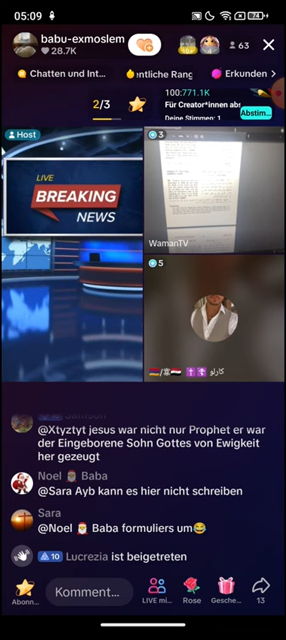 05:09
74
babu-exmoslem
28.7K
63
Chatten und Int...
entliche Rang
Erkunden
2/3
100:771.1K
Für Creator*innen abs
Deine Stimmen: 1
Abstim...
Host
3
LIVE
BREAKING
NEWS
WamanTV
5
كارلو
@Xtyztyt jesus war nicht nur Prophet er war
der Eingeborene Sohn Gottes von Ewigkeit
her gezeugt
Noel Baba
@Sara Ayb kann es hier nicht schreiben
Sara
@Noel Baba formuliers um
10 Lucrezia ist beigetreten
Abonn...
Komment...
LIVE mi...
Rose
Gesche...
13